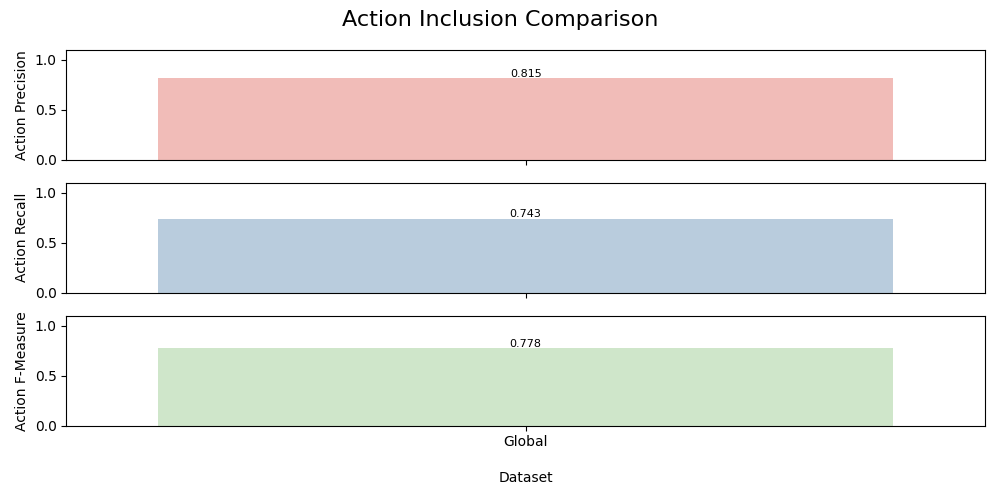 Action Inclusion Comparison
Action Precision
1.0
0.5
0.0
0.815
Action Recall
1.0
0.5
0.0
0.743
Action F-Measure
1.0
0.5
0.0
0.778
Global
Dataset